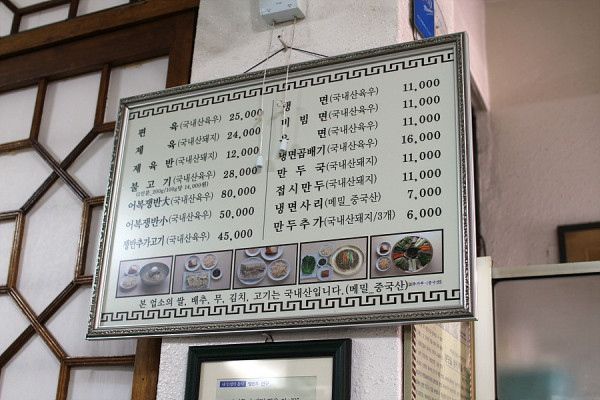 편 육(국내산육우) 25,000
제 육(국내산돼지) 24,000
제 육 반(국내산돼지) 12,000
불 고 기(국내산육우) 28,000
어복쟁반大(국내산육우) 80,000
어복쟁반小(국내산육우) 50,000
쟁반추가고기(국내산육우) 45,000
냉 면(국내산육우) 11,000
비 빔 면(국내산육우) 11,000
면(국내산육우) 11,000
냉면곱배기(국내산육우) 16,000
만 두 국(국내산돼지) 11,000
접시만두(국내산돼지) 11,000
냉면사리(메밀_중국산) 7,000
만두추가(국내산돼지/3개) 6,000
본 업소의 쌀, 배추, 무, 김치, 고기는 국내산입니다.(메밀_중국산)